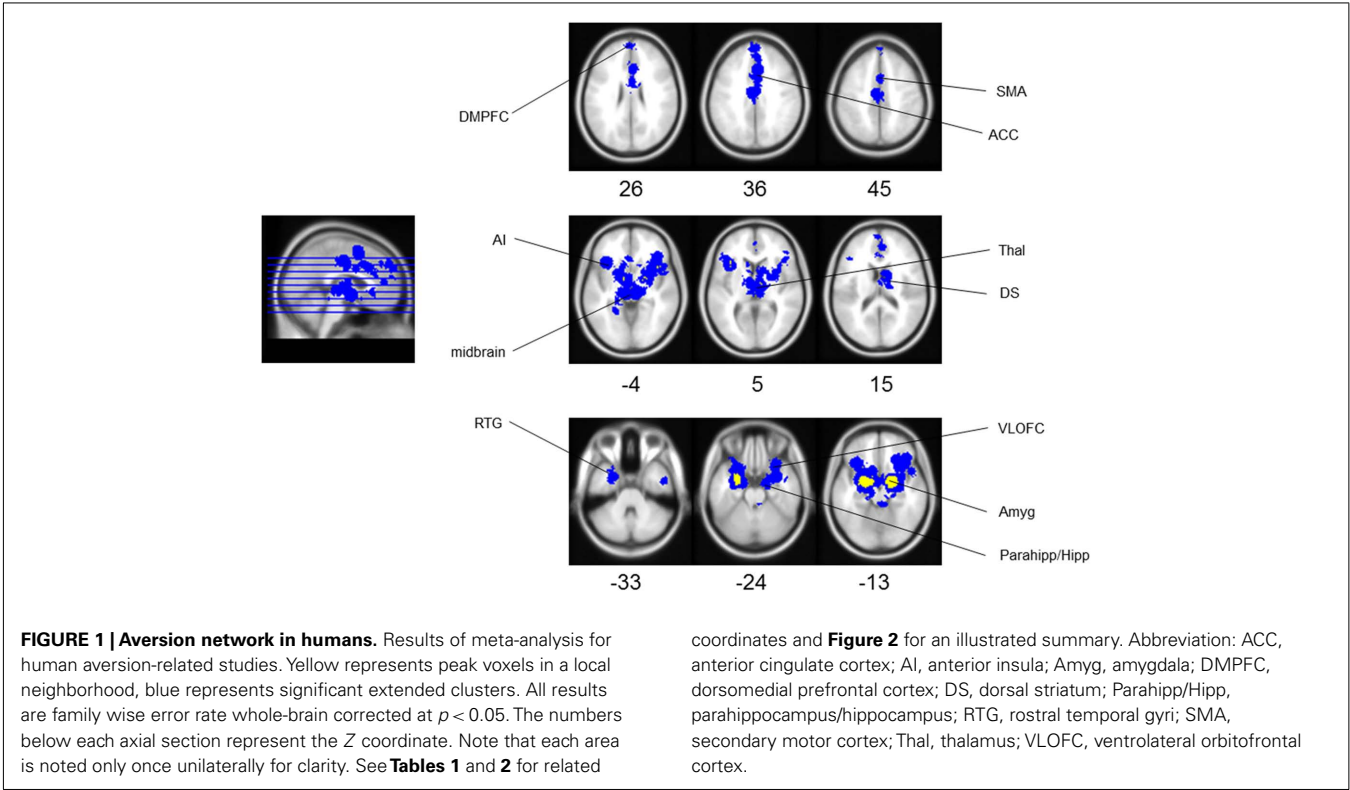 DMPFC
SMA
ACC
26 36 45
AI
Thal
DS
midbrain
-4 5 15
RTG
VLOFC
Amyg
Parahipp/Hipp
-33 -24 -13
FIGURE 1 | Aversion network in humans. Results of meta-analysis for
human aversion-related studies. Yellow represents peak voxels in a local
neighborhood, blue represents significant extended clusters. All results
are family wise error rate whole-brain corrected at p < 0.05. The numbers
below each axial section represent the Z coordinate. Note that each area
is noted only once unilaterally for clarity. See Tables 1 and 2 for related
coordinates and Figure 2 for an illustrated summary. Abbreviation: ACC,
anterior cingulate cortex; AI, anterior insula; Amyg, amygdala; DMPFC,
dorsomedial prefrontal cortex; DS, dorsal striatum; Parahipp/Hipp,
parahippocampus/hippocampus; RTG, rostral temporal gyri; SMA,
secondary motor cortex; Thal, thalamus; VLOFC, ventrolateral orbitofrontal
cortex.